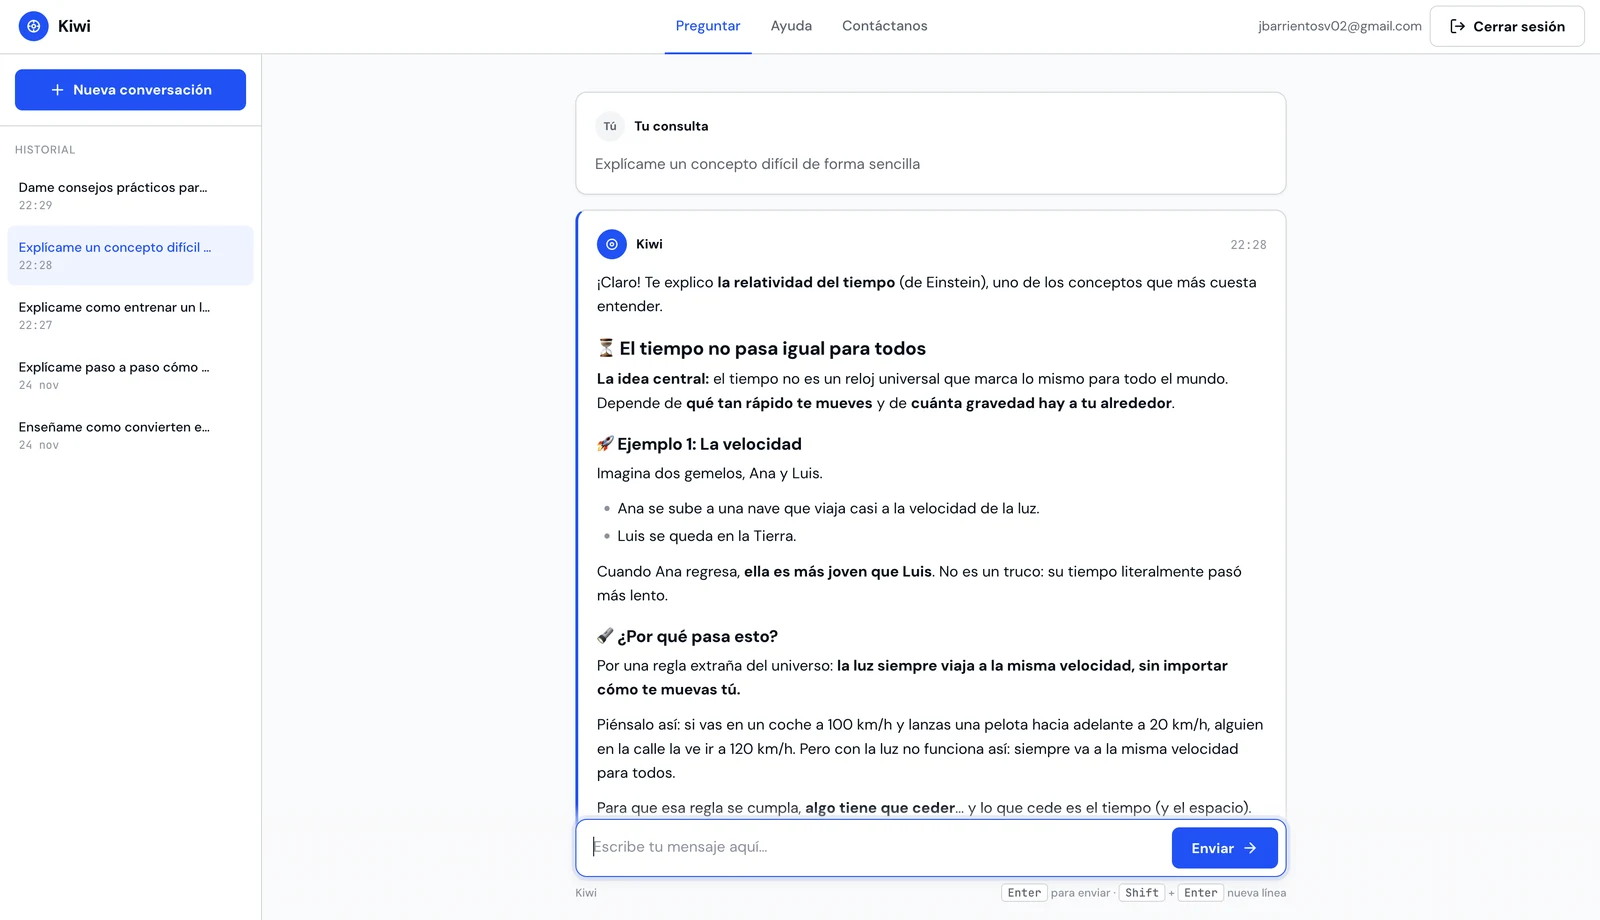 Kiwi
Preguntar
Ayuda
Contáctanos
jbarrientosv02@gmail.com
Cerrar sesión
Nueva conversación
HISTORIAL
Dame consejos prácticos par...
22:29
Explícame un concepto difícil ...
22:28
Explicame como entrenar un l...
22:27
Explícame paso a paso cómo ...
24 nov
Enseñame como convierten e...
24 nov
Tú
Tu consulta
Explícame un concepto difícil de forma sencilla
Kiwi
22:28
¡Claro! Te explico la relatividad del tiempo (de Einstein), uno de los conceptos que más cuesta
entender.
⏳ El tiempo no pasa igual para todos
La idea central: el tiempo no es un reloj universal que marca lo mismo para todo el mundo.
Depende de qué tan rápido te mueves y de cuánta gravedad hay a tu alrededor.
🚀 Ejemplo 1: La velocidad
Imagina dos gemelos, Ana y Luis.
• Ana se sube a una nave que viaja casi a la velocidad de la luz.
• Luis se queda en la Tierra.
Cuando Ana regresa, ella es más joven que Luis. No es un truco: su tiempo literalmente pasó
más lento.
🔦 ¿Por qué pasa esto?
Por una regla extraña del universo: la luz siempre viaja a la misma velocidad, sin importar
cómo te muevas tú.
Piénsalo así: si vas en un coche a 100 km/h y lanzas una pelota hacia adelante a 20 km/h, alguien
en la calle la ve ir a 120 km/h. Pero con la luz no funciona así: siempre va a la misma velocidad
para todos.
Para que esa regla se cumpla, algo tiene que ceder... y lo que cede es el tiempo (y el espacio).
Escribe tu mensaje aquí...
Enviar
Kiwi
Enter para enviar · Shift + Enter nueva línea